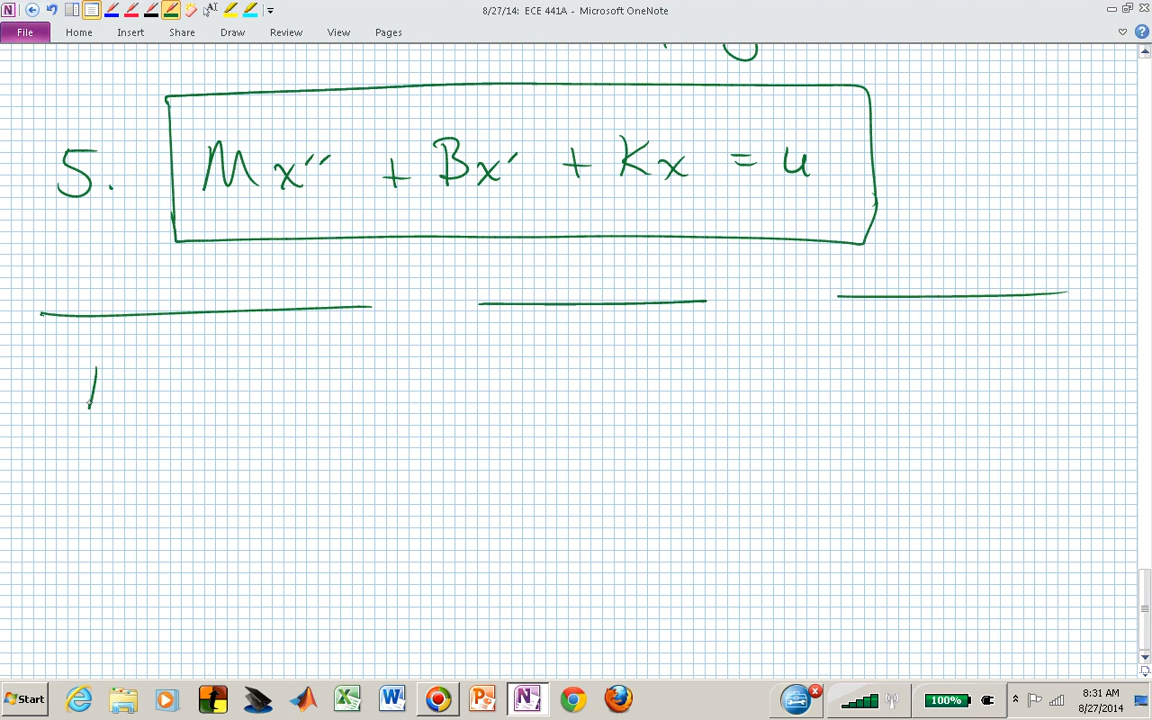 8/27/14: ECE 441A - Microsoft OneNote
File Home Insert Share Draw Review View Pages
5. Mx'' + Bx' + Kx = u
Start
100%
8:31 AM
8/27/2014